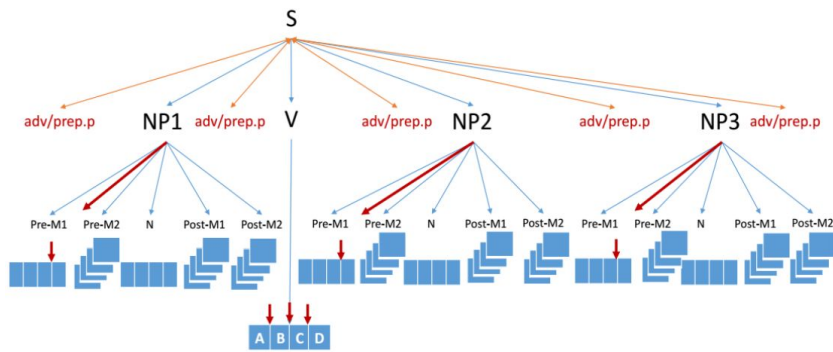 S
adv/prep.p NP1 adv/prep.p V adv/prep.p NP2 adv/prep.p NP3 adv/prep.p
Pre-M1 Pre-M2 N Post-M1 Post-M2 Pre-M1 Pre-M2 N Post-M1 Post-M2 Pre-M1 Pre-M2 N Post-M1 Post-M2
A B C D